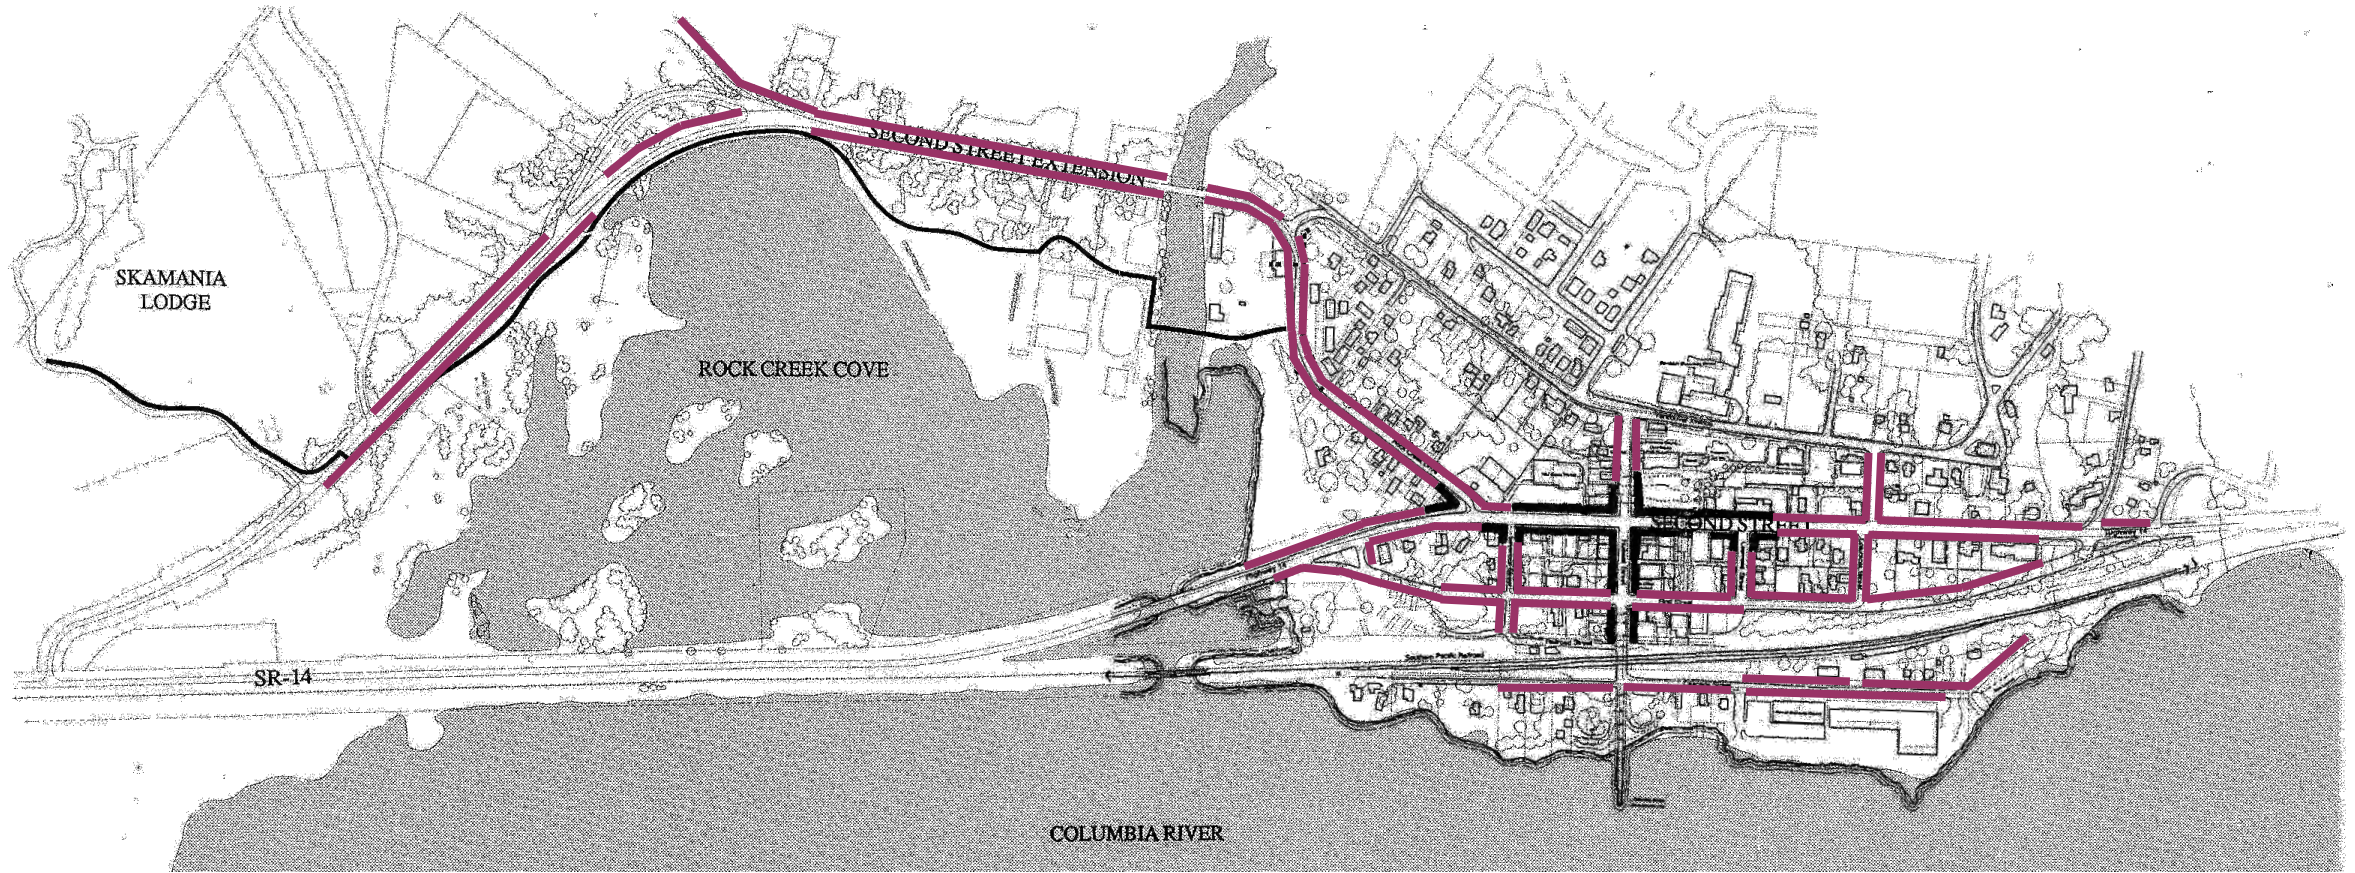 SECOND STREET EXTENSION
SKAMANIA
LODGE
ROCK CREEK COVE
SECOND STREET
SR-14
COLUMBIA RIVER